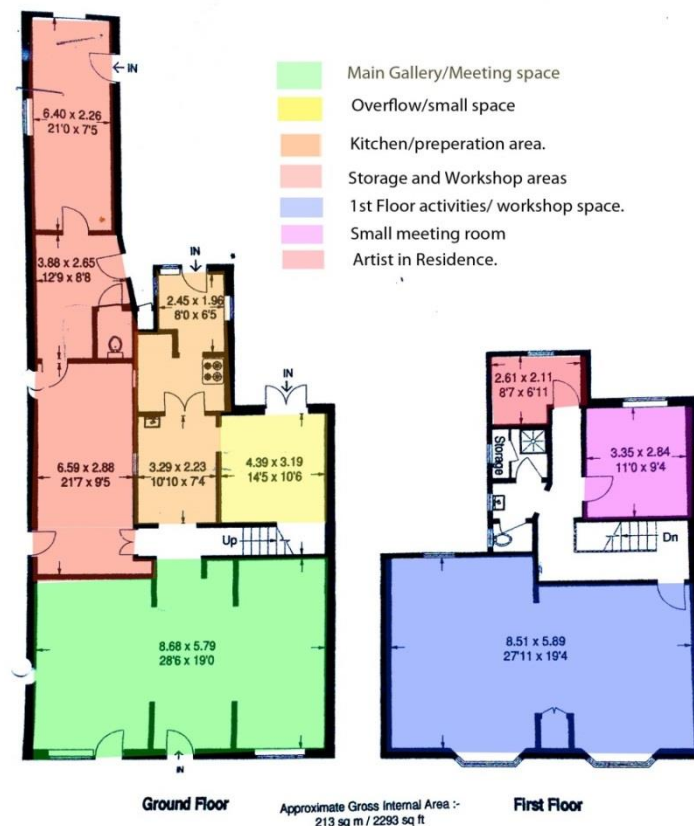 IN
6.40 x 2.26
21'0 x 7'5
Main Gallery/Meeting space
Overflow/small space
Kitchen/preperation area.
Storage and Workshop areas
1st Floor activities/ workshop space.
Small meeting room
Artist in Residence.
3.88 x 2.65
12'9 x 8'8
IN
2.45 x 1.96
8'0 x 6'5
IN
6.59 x 2.88
21'7 x 9'5
3.29 x 2.23
10'10 x 7'4
4.39 x 3.19
14'5 x 10'6
Up
8.68 x 5.79
28'6 x 19'0
IN
2.61 x 2.11
8'7 x 6'11
Storage
3.35 x 2.84
11'0 x 9'4
Dn
8.51 x 5.89
27'11 x 19'4
Ground Floor
Approximate Gross Internal Area :-
213 sq m / 2293 sq ft
First Floor